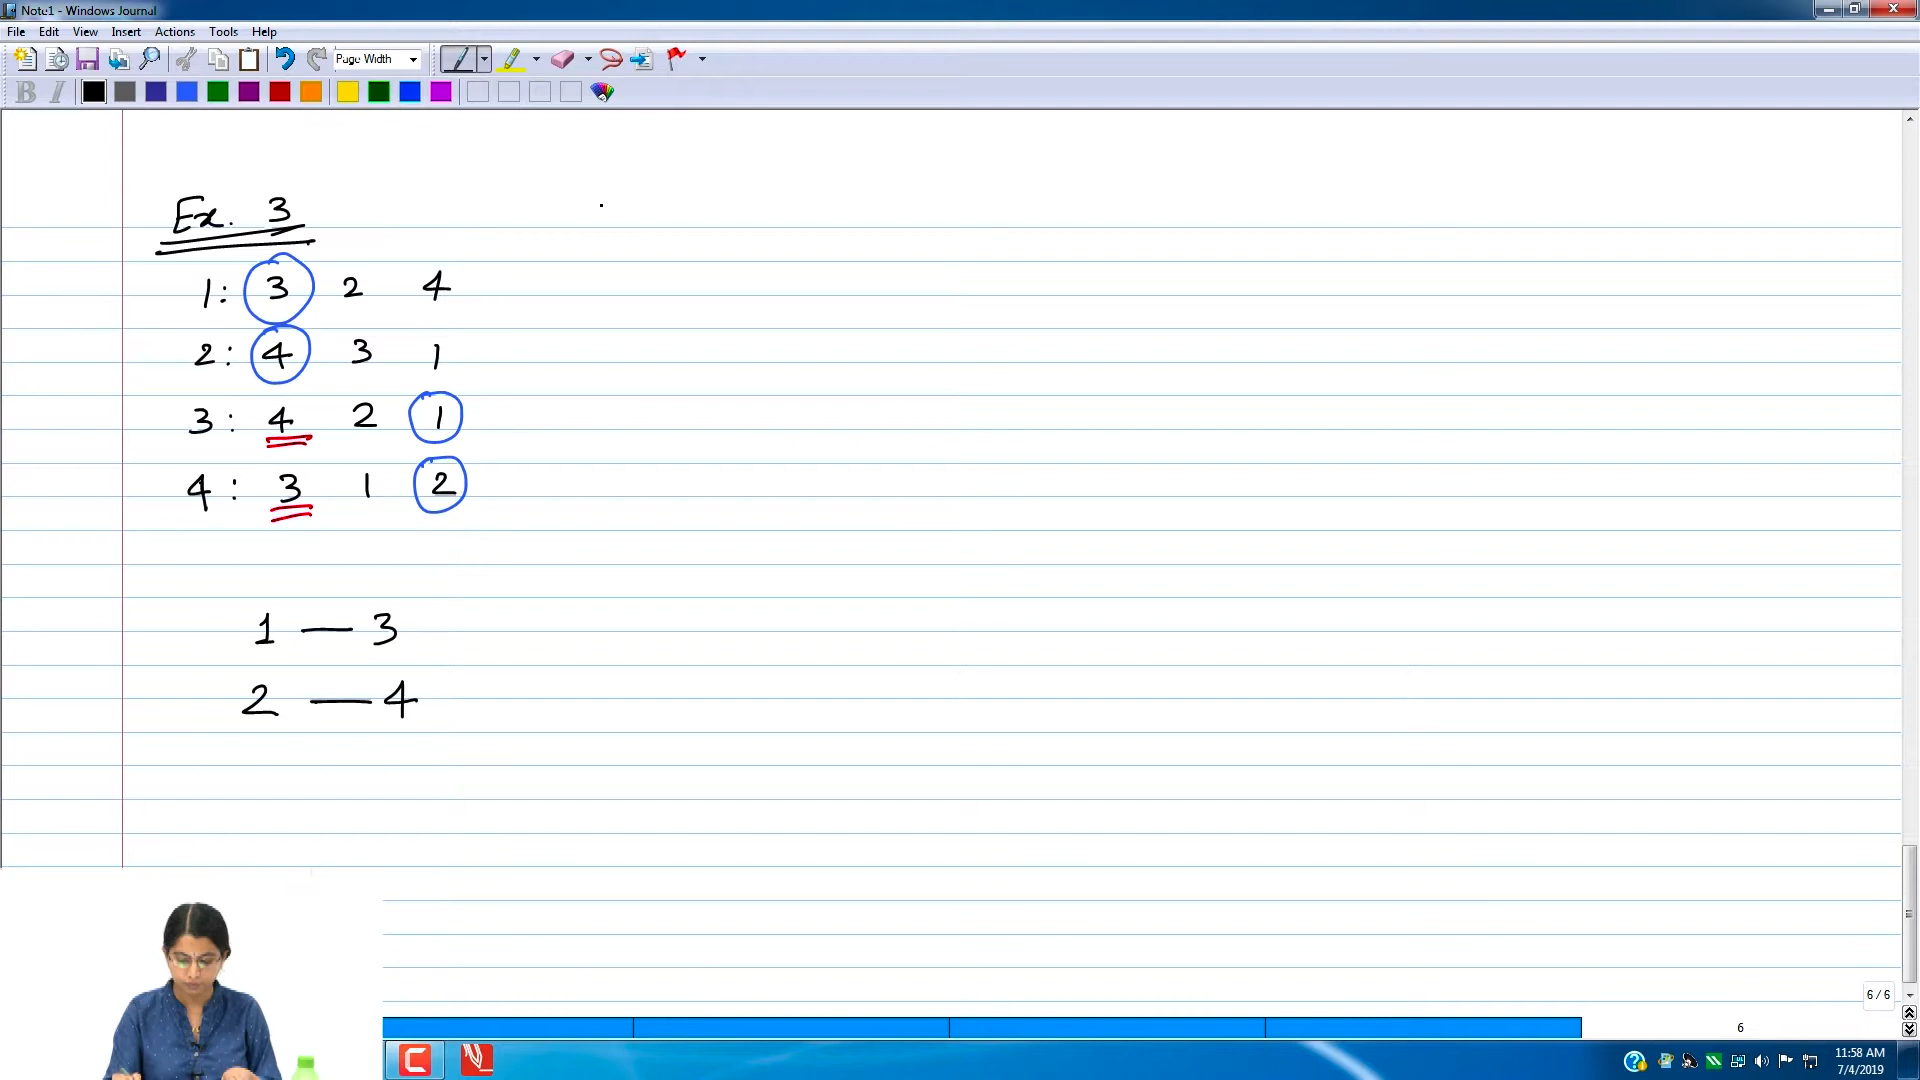 Note1 - Windows Journal
File Edit View Insert Actions Tools Help
Page Width
B I
Ex. 3
1: 3 2 4
2: 4 3 1
3: 4 2 1
4: 3 1 2
1 — 3
2 — 4
6 / 6
6
11:58 AM
7/4/2019